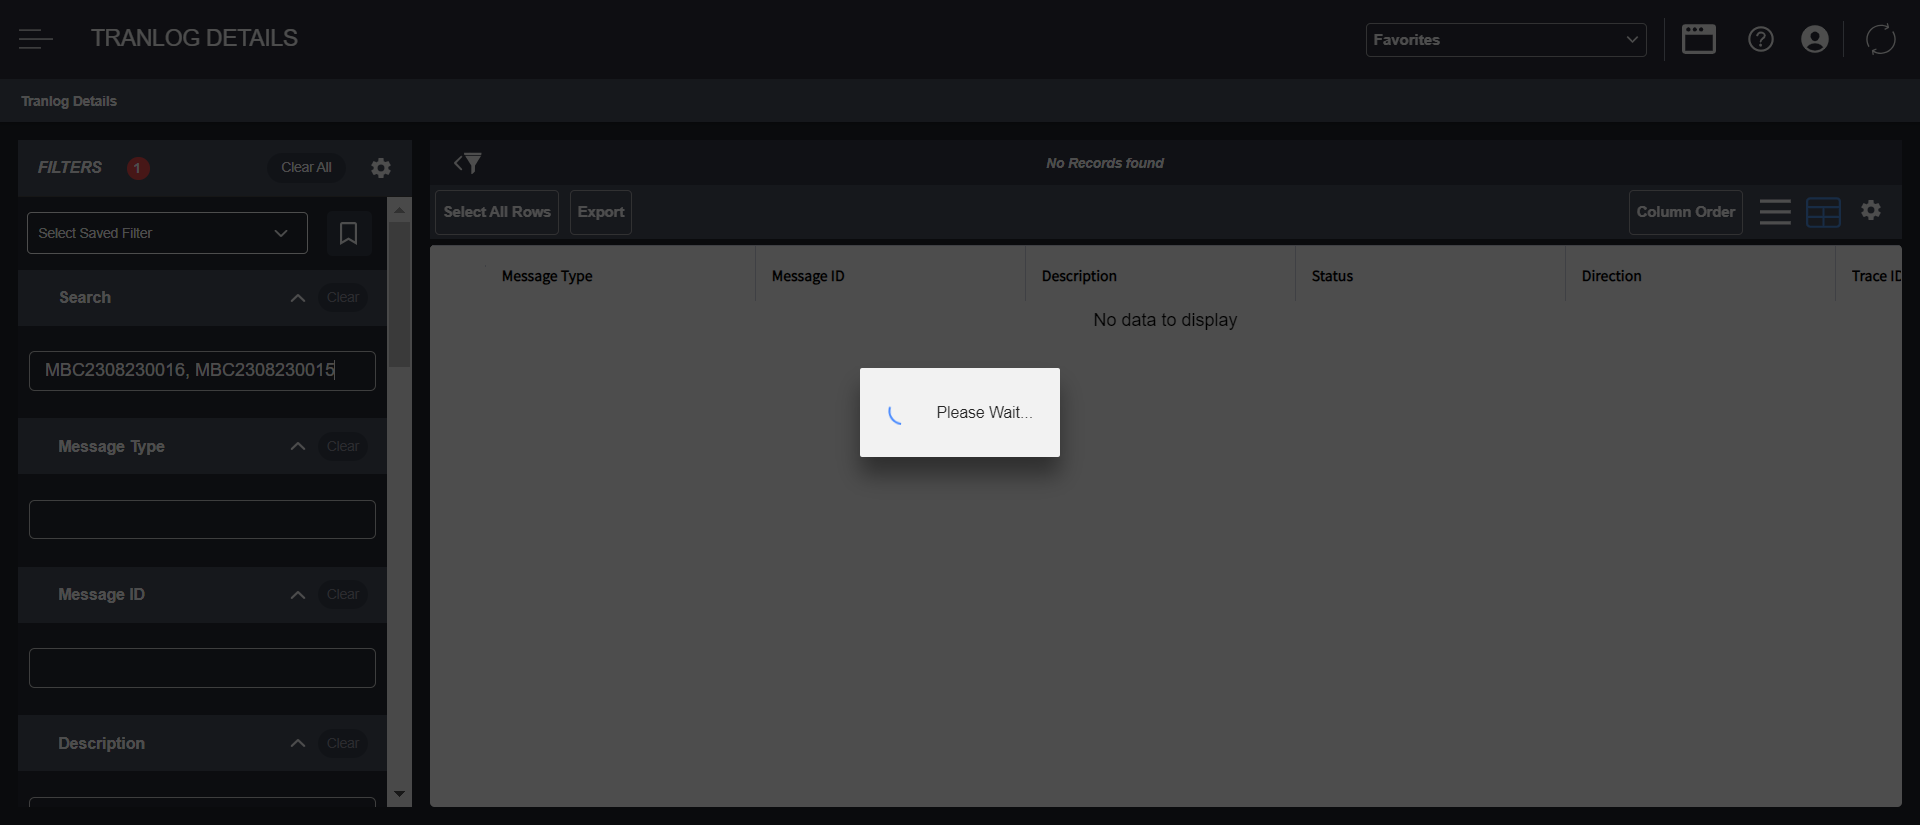 TRANLOG DETAILS
Favorites
Tranlog Details
FILTERS 1 Clear All
No Records found
Select Saved Filter
Select All Rows Export Column Order
Search Clear
MBC2308230016, MBC2308230015
Message Type Clear
Message ID Clear
Description Clear
Message Type Message ID Description Status Direction Trace ID
No data to display
Please Wait...